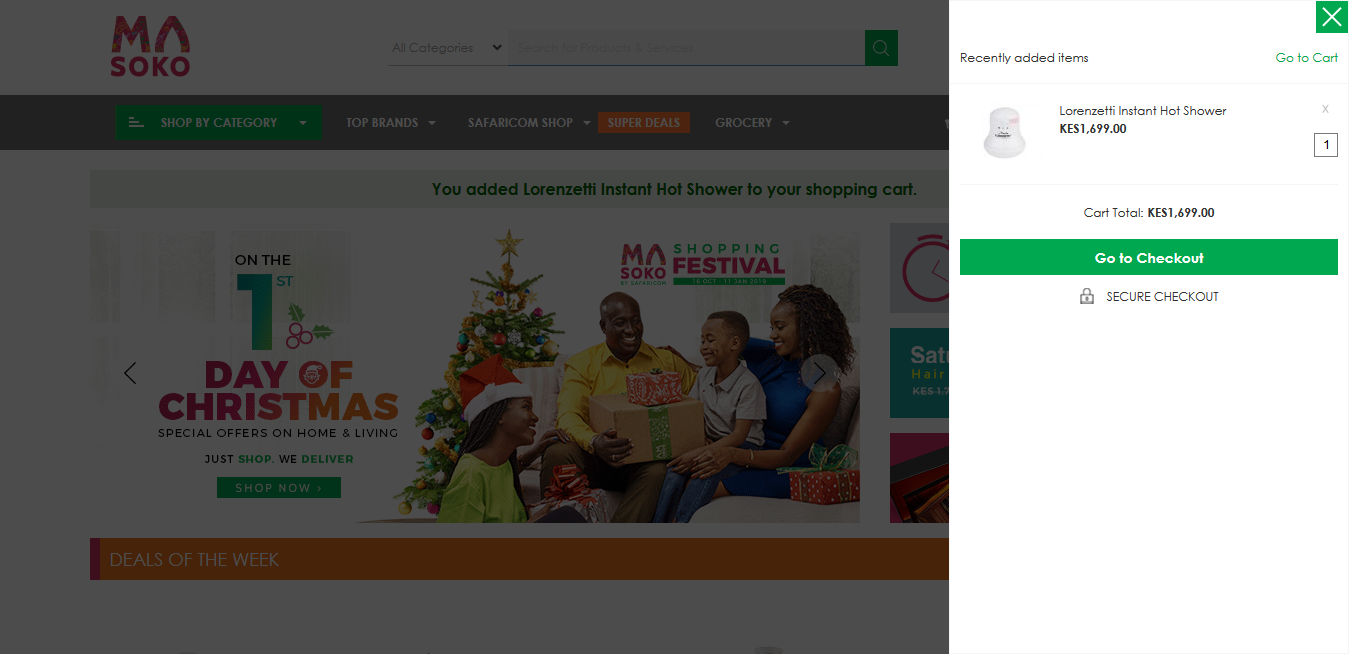 MA
SOKO
All Categories
Search for Products & Services
SHOP BY CATEGORY
TOP BRANDS
SAFARICOM SHOP
SUPER DEALS
GROCERY
You added Lorenzetti Instant Hot Shower to your shopping cart.
ON THE
1ST
DAY OF
CHRISTMAS
SPECIAL OFFERS ON HOME & LIVING
JUST SHOP. WE DELIVER
SHOP NOW ›
MA SHOPPING
SOKO FESTIVAL
BY SAFARICOM 16 OCT - 11 JAN 2019
Satu
Hair
KES 1,7
DEALS OF THE WEEK
Recently added items
Go to Cart
Lorenzetti Instant Hot Shower
x
KES1,699.00
1
Cart Total: KES1,699.00
Go to Checkout
SECURE CHECKOUT